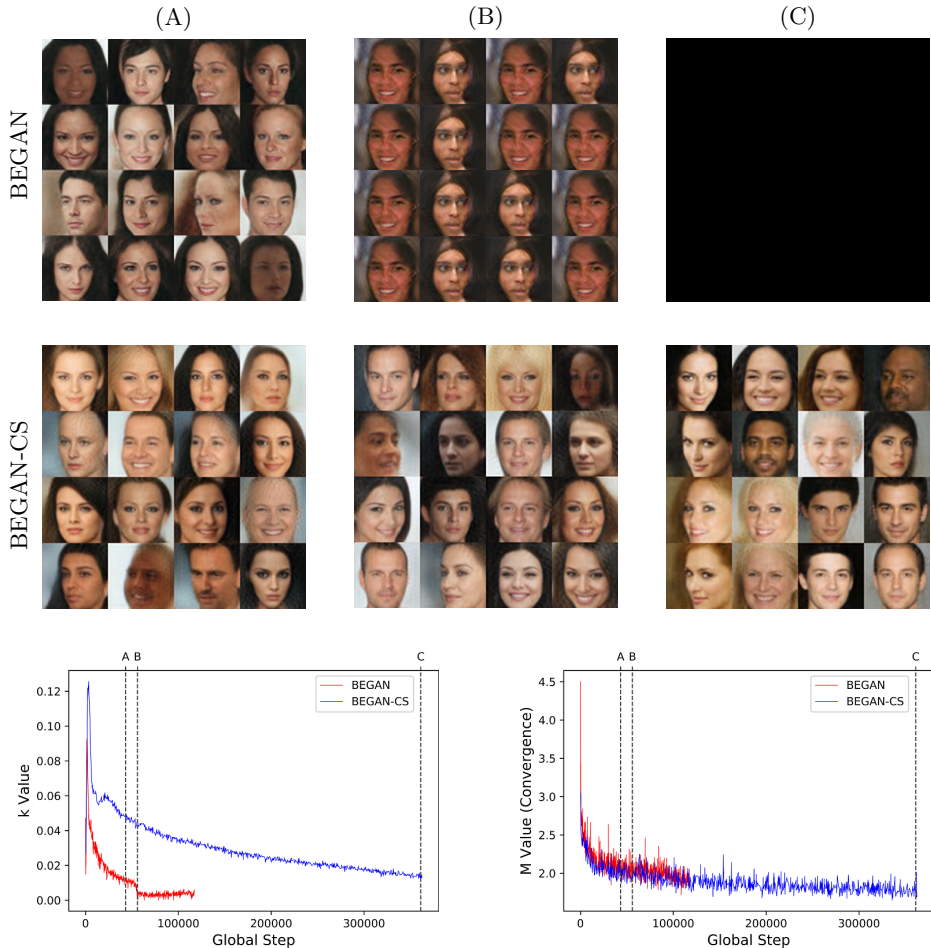 (A) (B) (C)
BEGAN
BEGAN-CS
A B C
0.12
0.10
0.08
0.06
0.04
0.02
0.00
k Value
BEGAN
BEGAN-CS
0 100000 200000 300000
Global Step
A B C
4.5
4.0
3.5
3.0
2.5
2.0
M Value (Convergence)
BEGAN
BEGAN-CS
0 100000 200000 300000
Global Step